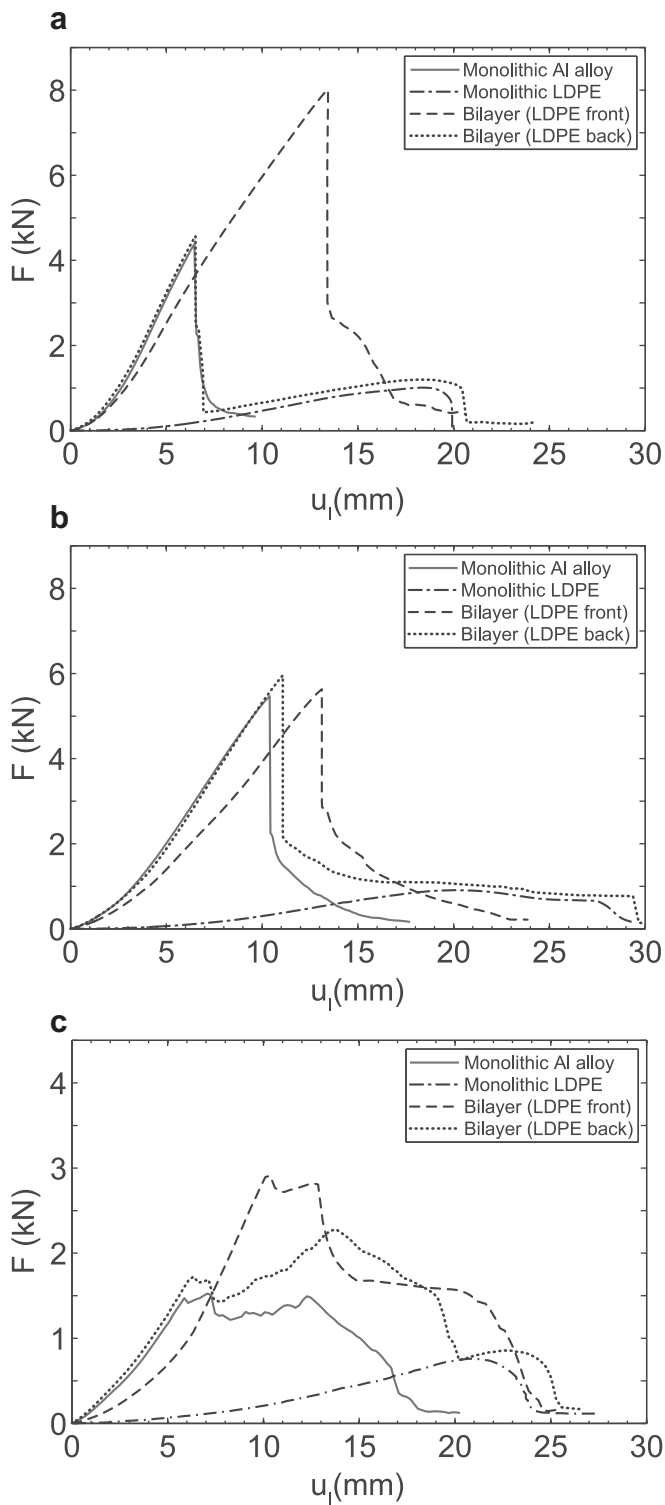 a
F (kN)
8
6
4
2
0
0 5 10 15 20 25 30
u_l(mm)
Monolithic Al alloy
Monolithic LDPE
Bilayer (LDPE front)
Bilayer (LDPE back)
b
F (kN)
8
6
4
2
0
0 5 10 15 20 25 30
u_l(mm)
Monolithic Al alloy
Monolithic LDPE
Bilayer (LDPE front)
Bilayer (LDPE back)
c
F (kN)
4
3
2
1
0
0 5 10 15 20 25 30
u_l(mm)
Monolithic Al alloy
Monolithic LDPE
Bilayer (LDPE front)
Bilayer (LDPE back)